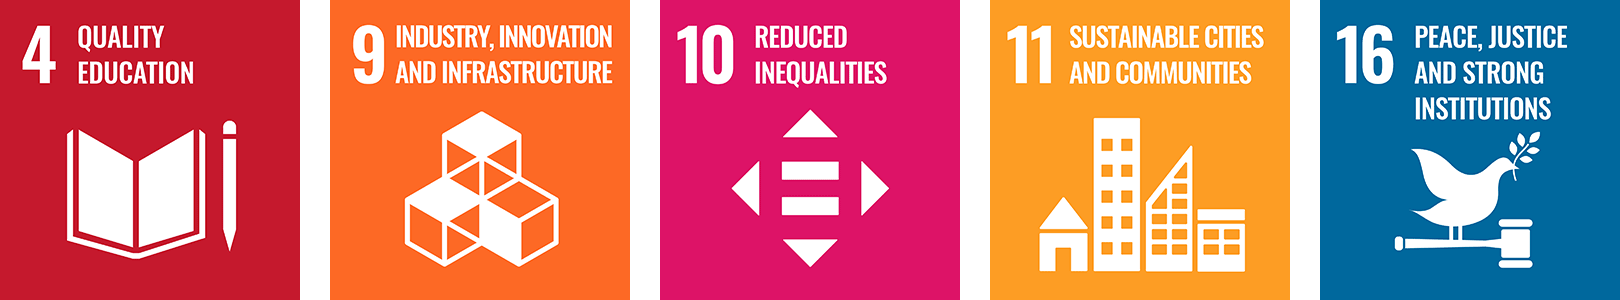 4 QUALITY
EDUCATION
9 INDUSTRY, INNOVATION
AND INFRASTRUCTURE
10 REDUCED
INEQUALITIES
11 SUSTAINABLE CITIES
AND COMMUNITIES
16 PEACE, JUSTICE
AND STRONG
INSTITUTIONS